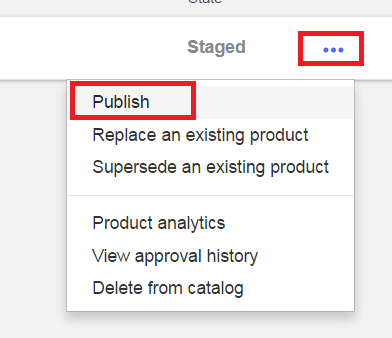 State
Staged
Publish
Replace an existing product
Supersede an existing product
Product analytics
View approval history
Delete from catalog